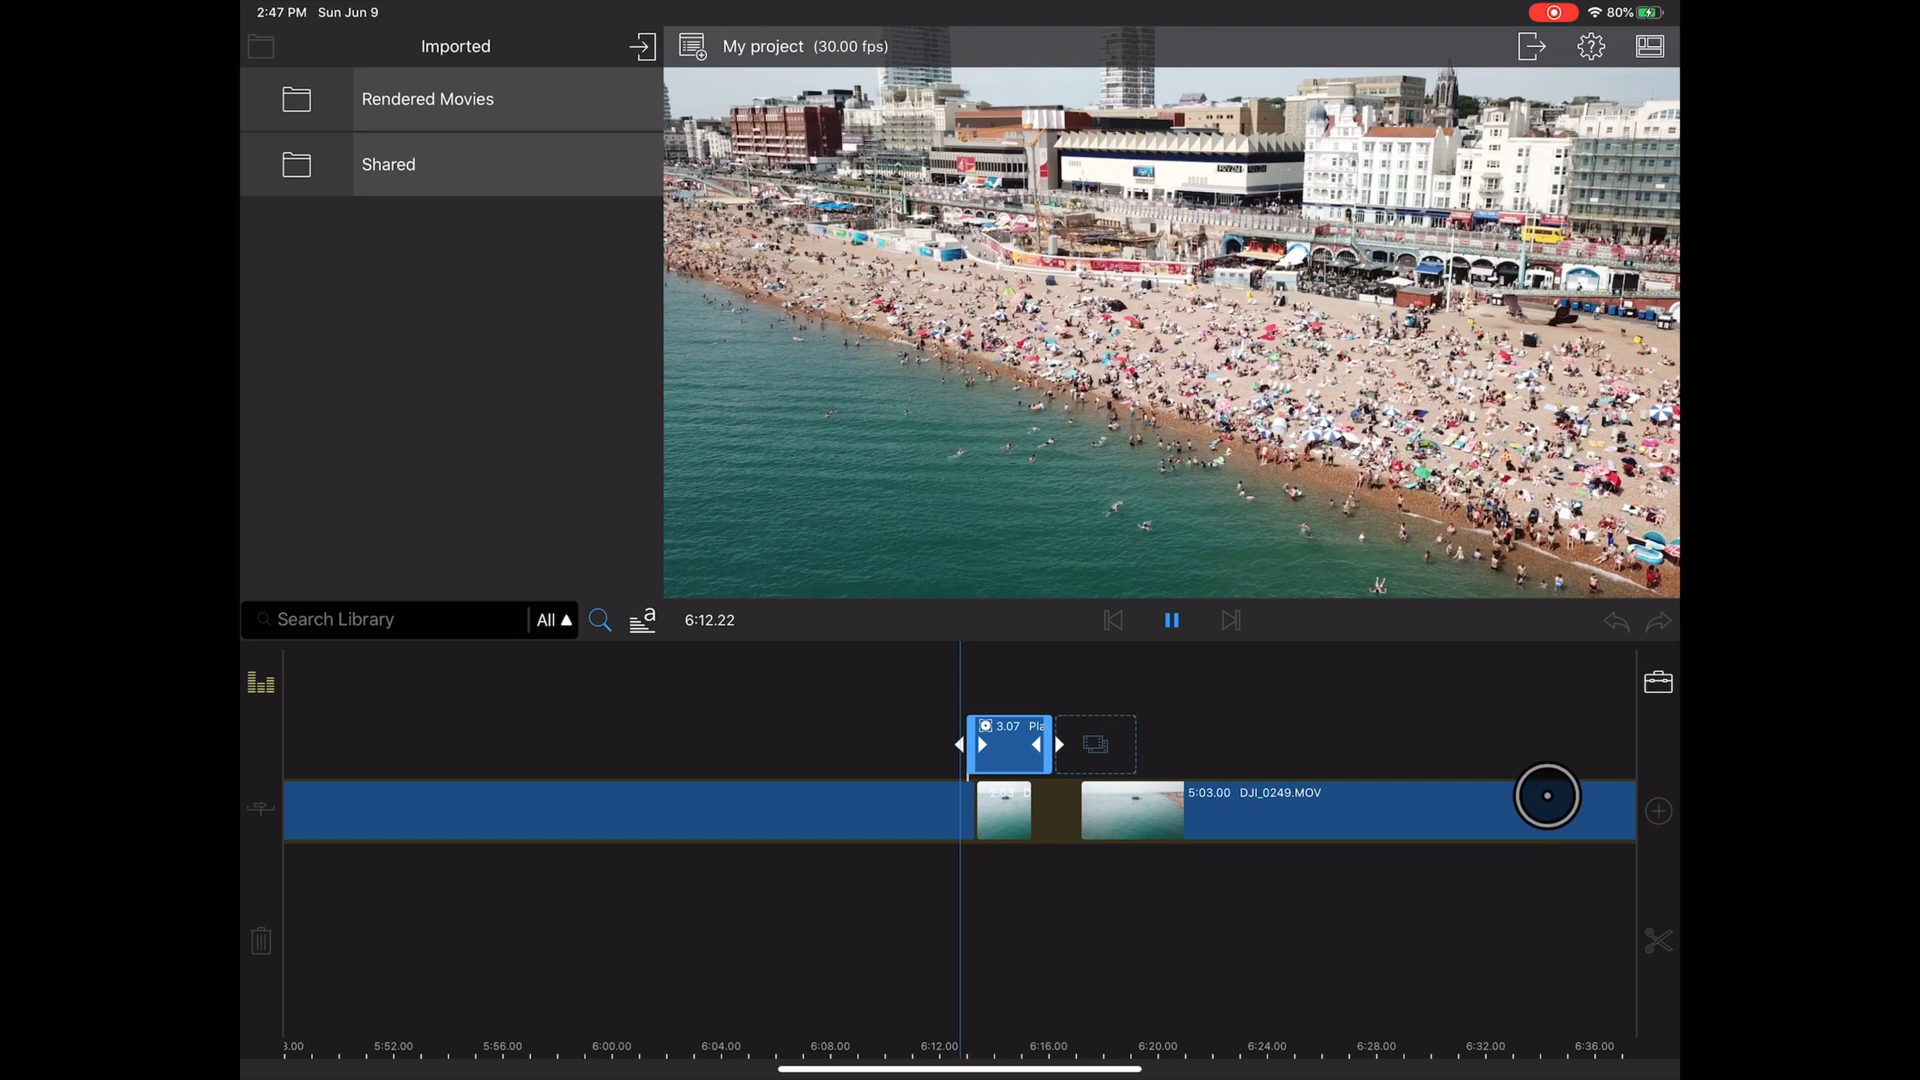 2:47 PM Sun Jun 9
80%
Imported
My project (30.00 fps)
Rendered Movies
Shared
Search Library
All ▲
a
6:12.22
3.07 Pla
2.03 D
5:03.00 DJI_0249.MOV
5:52.00 5:56.00 6:00.00 6:04.00 6:08.00 6:12.00 6:16.00 6:20.00 6:24.00 6:28.00 6:32.00 6:36.00